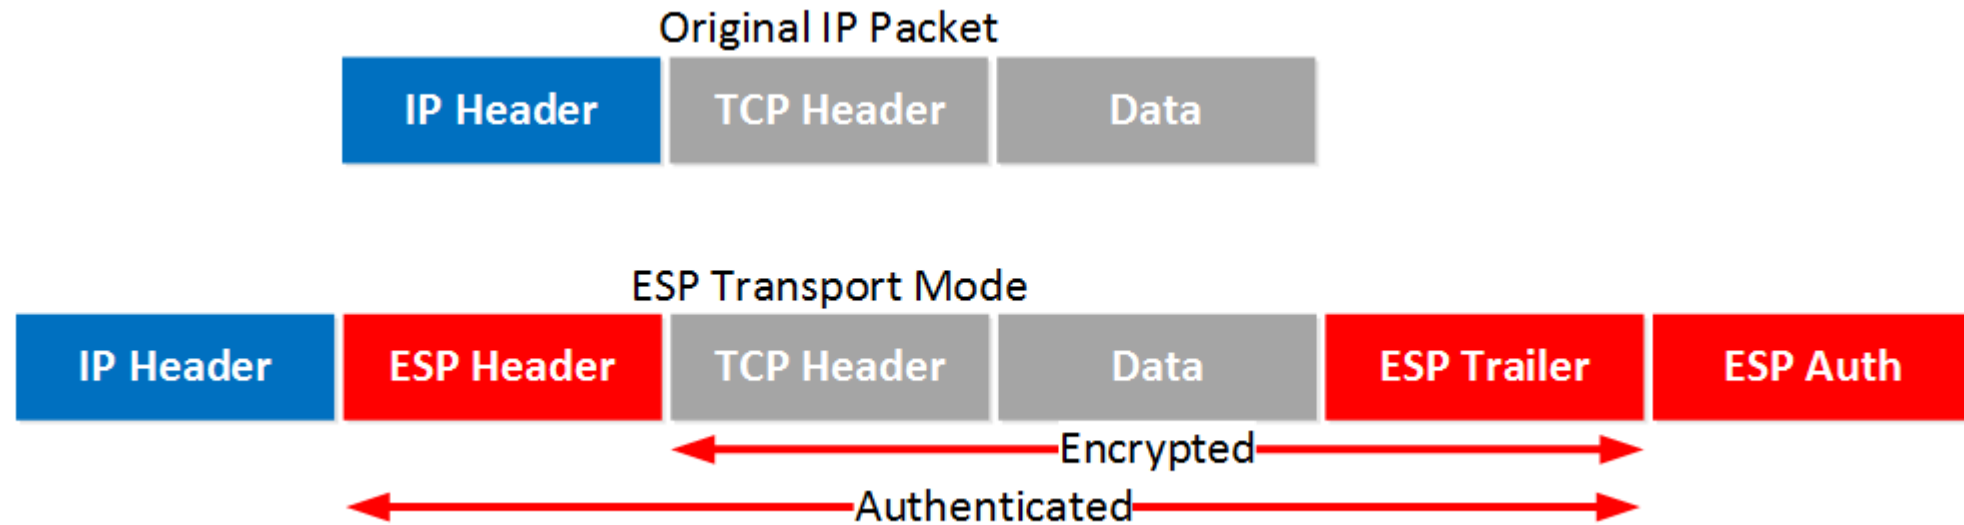 Original IP Packet
IP Header TCP Header Data
ESP Transport Mode
IP Header ESP Header TCP Header Data ESP Trailer ESP Auth
Encrypted
Authenticated